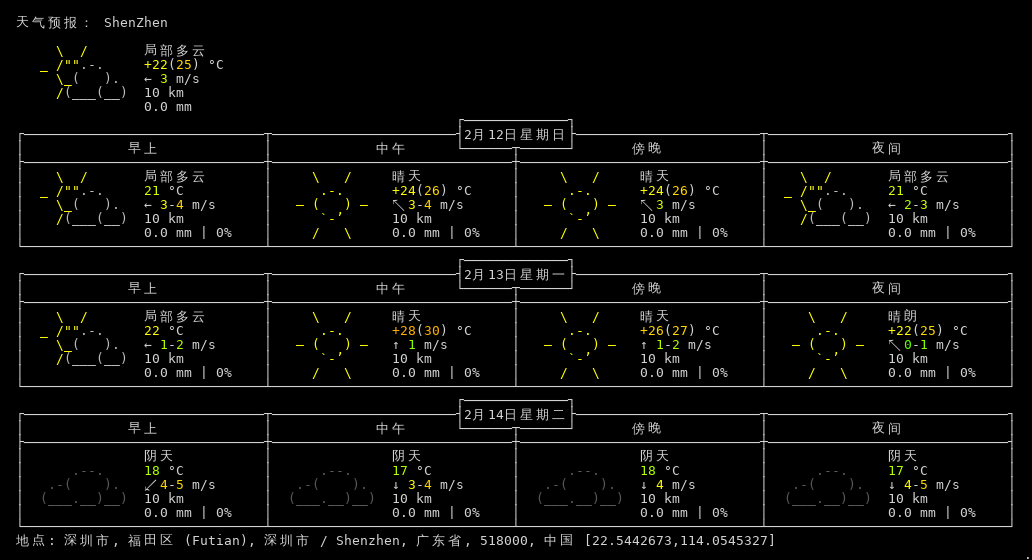 天气预报： ShenZhen
局部多云
+22(25) °C
← 3 m/s
10 km
0.0 mm
2月12日星期日
早上 中午 傍晚 夜间
局部多云 晴天 晴天 局部多云
21 °C +24(26) °C +24(26) °C 21 °C
← 3-4 m/s ↖ 3-4 m/s ↖ 3 m/s ← 2-3 m/s
10 km 10 km 10 km 10 km
0.0 mm | 0% 0.0 mm | 0% 0.0 mm | 0% 0.0 mm | 0%
2月13日星期一
早上 中午 傍晚 夜间
局部多云 晴天 晴天 晴朗
22 °C +28(30) °C +26(27) °C +22(25) °C
← 1-2 m/s ↑ 1 m/s ↑ 1-2 m/s ↖ 0-1 m/s
10 km 10 km 10 km 10 km
0.0 mm | 0% 0.0 mm | 0% 0.0 mm | 0% 0.0 mm | 0%
2月14日星期二
早上 中午 傍晚 夜间
阴天 阴天 阴天 阴天
18 °C 17 °C 18 °C 17 °C
↙ 4-5 m/s ↓ 3-4 m/s ↓ 4 m/s ↓ 4-5 m/s
10 km 10 km 10 km 10 km
0.0 mm | 0% 0.0 mm | 0% 0.0 mm | 0% 0.0 mm | 0%
地点: 深圳市, 福田区 (Futian), 深圳市 / Shenzhen, 广东省, 518000, 中国 [22.5442673,114.0545327]